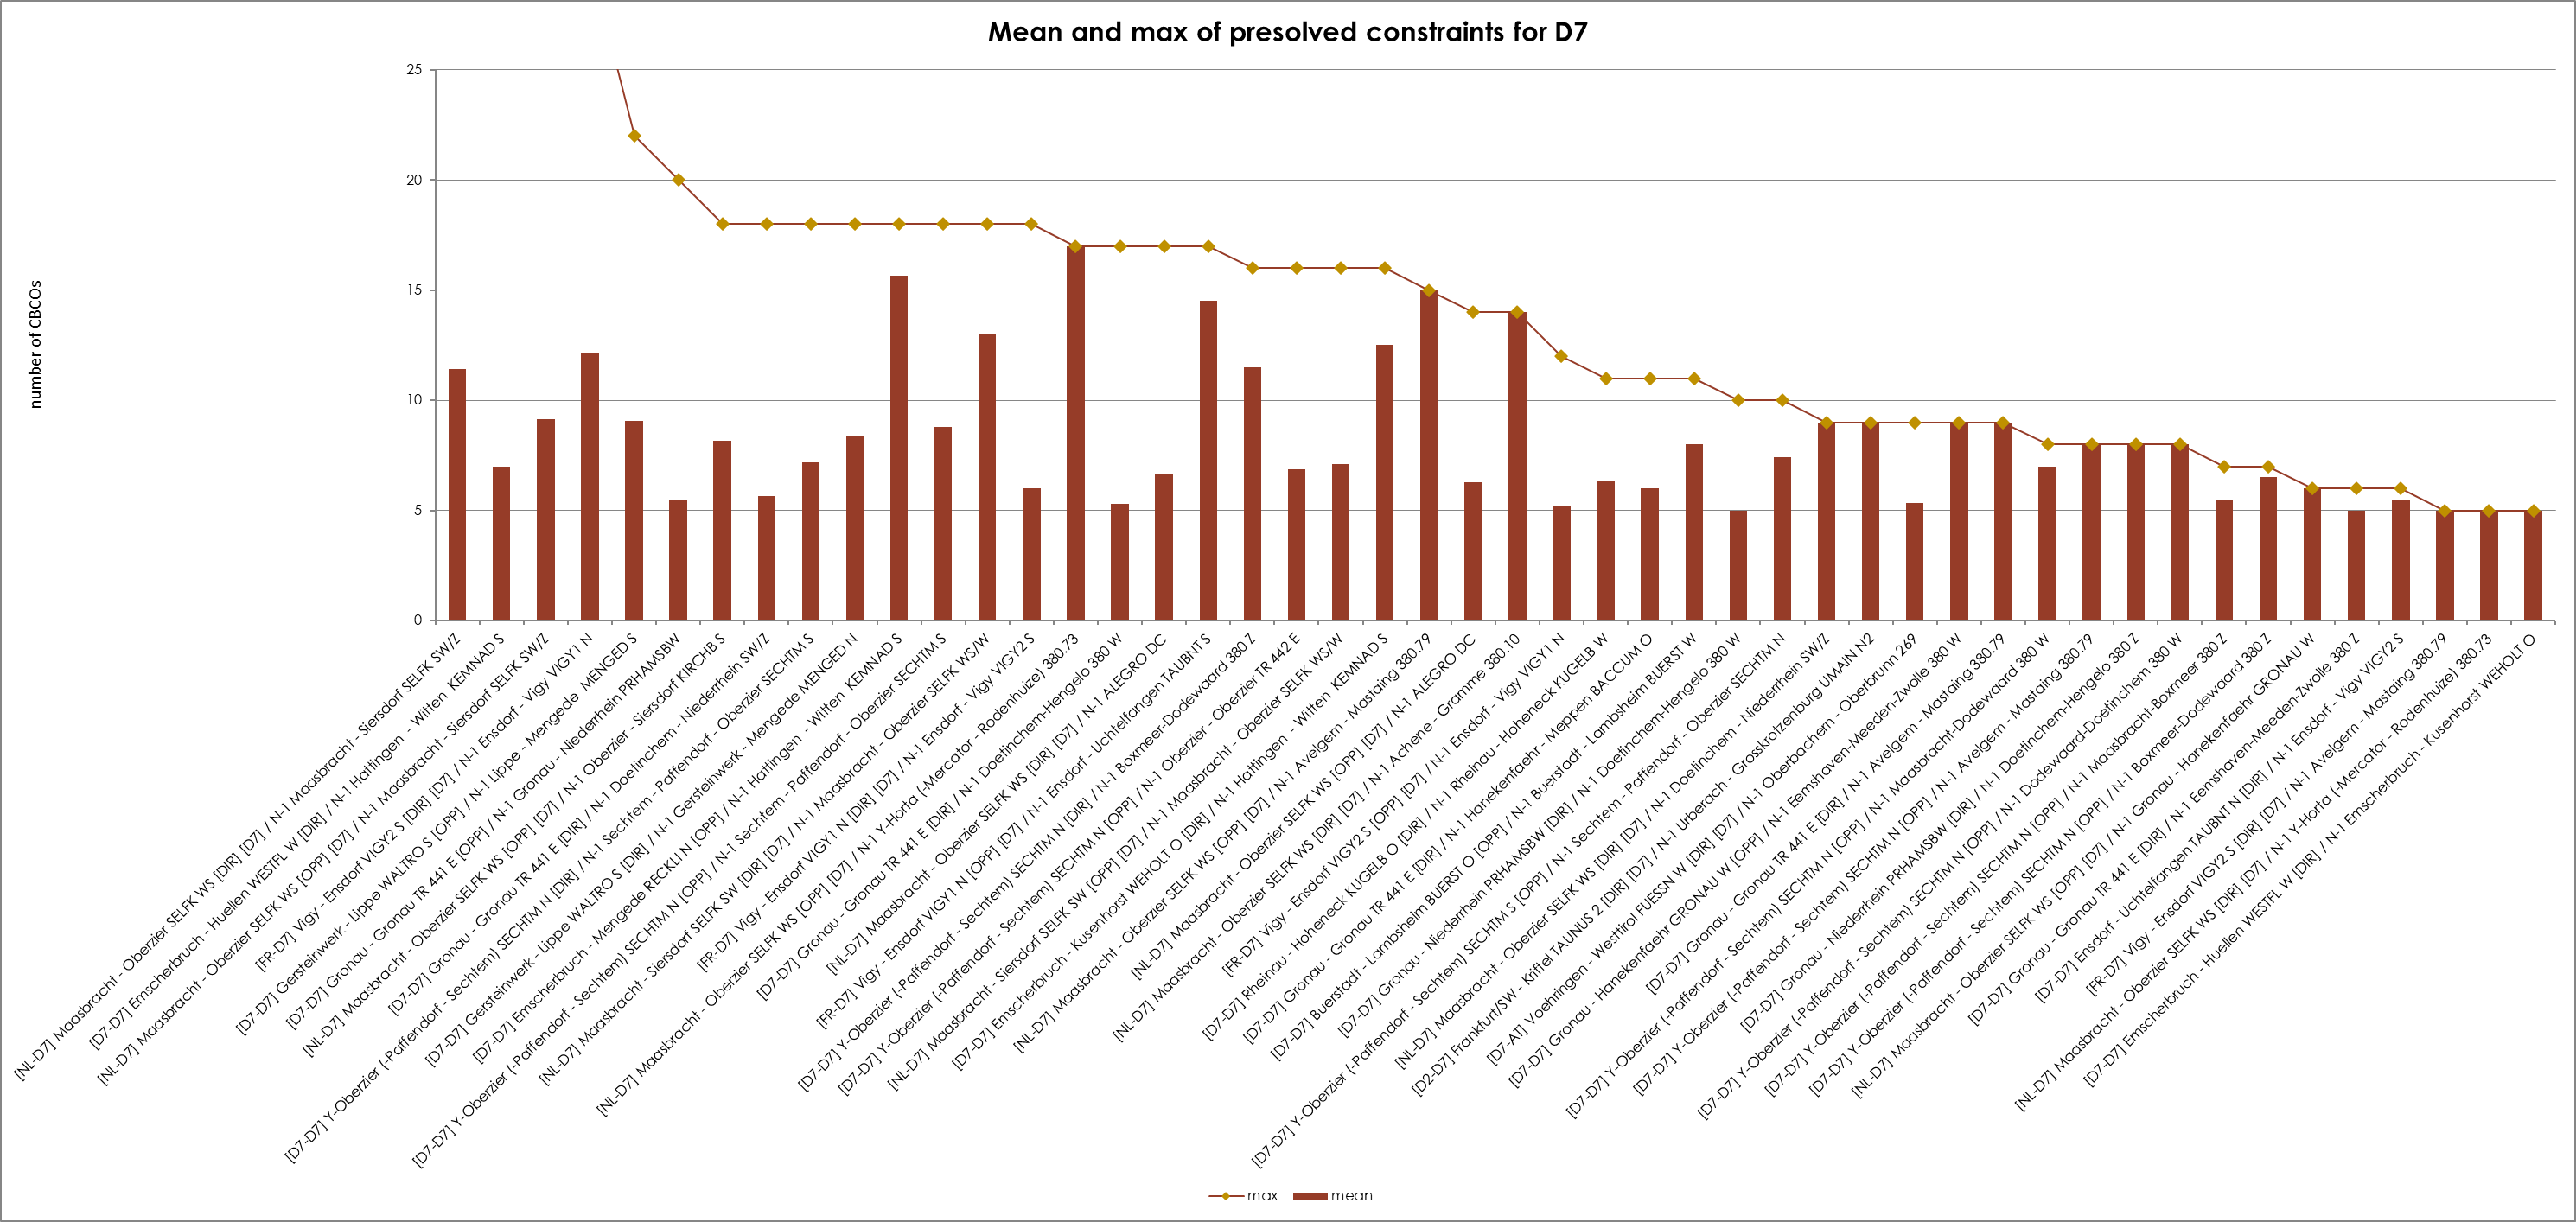 Mean and max of presolved constraints for D7
number of CBCOs
25
20
15
10
5
0
[NL-D7] Maasbracht - Oberzier SELFK WS [DIR] [D7] / N-1 Maasbracht - Siersdorf SELFK SW/Z
[D7-D7] Emscherbruch - Huellen WESTFL W [DIR] / N-1 Hattingen - Witten KEMNAD S
[NL-D7] Maasbracht - Oberzier SELFK WS [OPP] [D7] / N-1 Maasbracht - Siersdorf SELFK SW/Z
[FR-D7] Vigy - Ensdorf VIGY2 S [DIR] [D7] / N-1 Ensdorf - Vigy VIGY1 N
[D7-D7] Gersteinwerk - Lippe WALTRO S [OPP] / N-1 Lippe - Mengede MENGED S
[D7-D7] Gronau - Gronau TR 441 E [OPP] / N-1 Gronau - Niederrhein PRHAMSBW
[NL-D7] Maasbracht - Oberzier SELFK WS [OPP] [D7] / N-1 Oberzier - Siersdorf KIRCHB S
[D7-D7] Gronau - Gronau TR 441 E [DIR] / N-1 Doetinchem - Niederrhein SW/Z
[D7-D7] Y-Oberzier (-Paffendorf - Sechtem) SECHTM N [DIR] / N-1 Sechtem - Paffendorf - Oberzier SECHTM S
[D7-D7] Gersteinwerk - Lippe WALTRO S [DIR] / N-1 Gersteinwerk - Mengede MENGED N
[D7-D7] Emscherbruch - Mengede RECKLI N [OPP] / N-1 Hattingen - Witten KEMNAD S
[D7-D7] Y-Oberzier (-Paffendorf - Sechtem) SECHTM N [OPP] / N-1 Sechtem - Paffendorf - Oberzier SECHTM S
[NL-D7] Maasbracht - Siersdorf SELFK SW [DIR] [D7] / N-1 Maasbracht - Oberzier SELFK WS/W
[FR-D7] Vigy - Ensdorf VIGY1 N [DIR] [D7] / N-1 Ensdorf - Vigy VIGY2 S
[NL-D7] Maasbracht - Oberzier SELFK WS [OPP] [D7] / N-1 Y-Horta (-Mercator - Rodenhuize) 380.73
[D7-D7] Gronau - Gronau TR 441 E [DIR] / N-1 Doetinchem-Hengelo 380 W
[NL-D7] Maasbracht - Oberzier SELFK WS [DIR] [D7] / N-1 ALEGRO DC
[FR-D7] Vigy - Ensdorf VIGY1 N [OPP] [D7] / N-1 Ensdorf - Uchtelfangen TAUBNT S
[D7-D7] Y-Oberzier (-Paffendorf - Sechtem) SECHTM N [DIR] / N-1 Boxmeer-Dodewaard 380 Z
[D7-D7] Y-Oberzier (-Paffendorf - Sechtem) SECHTM N [OPP] / N-1 Oberzier - Oberzier TR 442 E
[NL-D7] Maasbracht - Siersdorf SELFK SW [OPP] [D7] / N-1 Maasbracht - Oberzier SELFK WS/W
[D7-D7] Emscherbruch - Kusenhorst WEHOLT O [DIR] / N-1 Hattingen - Witten KEMNAD S
[NL-D7] Maasbracht - Oberzier SELFK WS [OPP] [D7] / N-1 Avelgem - Mastaing 380.79
[NL-D7] Maasbracht - Oberzier SELFK WS [OPP] [D7] / N-1 ALEGRO DC
[NL-D7] Maasbracht - Oberzier SELFK WS [DIR] [D7] / N-1 Achene - Gramme 380.10
[FR-D7] Vigy - Ensdorf VIGY2 S [OPP] [D7] / N-1 Ensdorf - Vigy VIGY1 N
[D7-D7] Rheinau - Hoheneck KUGELB O [DIR] / N-1 Rheinau - Hoheneck KUGELB W
[D7-D7] Gronau - Gronau TR 441 E [DIR] / N-1 Hanekenfaehr - Meppen BACCUM O
[D7-D7] Buerstadt - Lambsheim BUERST O [OPP] / N-1 Buerstadt - Lambsheim BUERST W
[D7-D7] Gronau - Niederrhein PRHAMSBW [DIR] / N-1 Doetinchem-Hengelo 380 W
[D7-D7] Y-Oberzier (-Paffendorf - Sechtem) SECHTM S [OPP] / N-1 Sechtem - Paffendorf - Oberzier SECHTM N
[NL-D7] Maasbracht - Oberzier SELFK WS [DIR] [D7] / N-1 Doetinchem - Niederrhein SW/Z
[D2-D7] Frankfurt/SW - Kriftel TAUNUS 2 [DIR] [D7] / N-1 Urberach - Grosskrotzenburg UMAIN N2
[D7-AT] Voehringen - Westtirol FUESSN W [DIR] [D7] / N-1 Oberbachern - Oberbrunn 269
[D7-D7] Gronau - Hanekenfaehr GRONAU W [OPP] / N-1 Eemshaven-Meeden-Zwolle 380 W
[D7-D7] Gronau - Gronau TR 441 E [DIR] / N-1 Avelgem - Mastaing 380.79
[D7-D7] Y-Oberzier (-Paffendorf - Sechtem) SECHTM N [OPP] / N-1 Maasbracht-Dodewaard 380 W
[D7-D7] Y-Oberzier (-Paffendorf - Sechtem) SECHTM N [OPP] / N-1 Avelgem - Mastaing 380.79
[D7-D7] Gronau - Niederrhein PRHAMSBW [DIR] / N-1 Doetinchem-Hengelo 380 Z
[D7-D7] Y-Oberzier (-Paffendorf - Sechtem) SECHTM N [OPP] / N-1 Dodewaard-Doetinchem 380 W
[D7-D7] Y-Oberzier (-Paffendorf - Sechtem) SECHTM N [OPP] / N-1 Maasbracht-Boxmeer 380 Z
[D7-D7] Y-Oberzier (-Paffendorf - Sechtem) SECHTM N [OPP] / N-1 Boxmeer-Dodewaard 380 Z
[NL-D7] Maasbracht - Oberzier SELFK WS [OPP] [D7] / N-1 Gronau - Hanekenfaehr GRONAU W
[D7-D7] Gronau - Gronau TR 441 E [DIR] / N-1 Eemshaven-Meeden-Zwolle 380 Z
[D7-D7] Ensdorf - Uchtelfangen TAUBNT N [DIR] / N-1 Ensdorf - Vigy VIGY2 S
[FR-D7] Vigy - Ensdorf VIGY2 S [DIR] [D7] / N-1 Avelgem - Mastaing 380.79
[NL-D7] Maasbracht - Oberzier SELFK WS [DIR] [D7] / N-1 Y-Horta (-Mercator - Rodenhuize) 380.73
[D7-D7] Emscherbruch - Huellen WESTFL W [DIR] / N-1 Emscherbruch - Kusenhorst WEHOLT O
max
mean